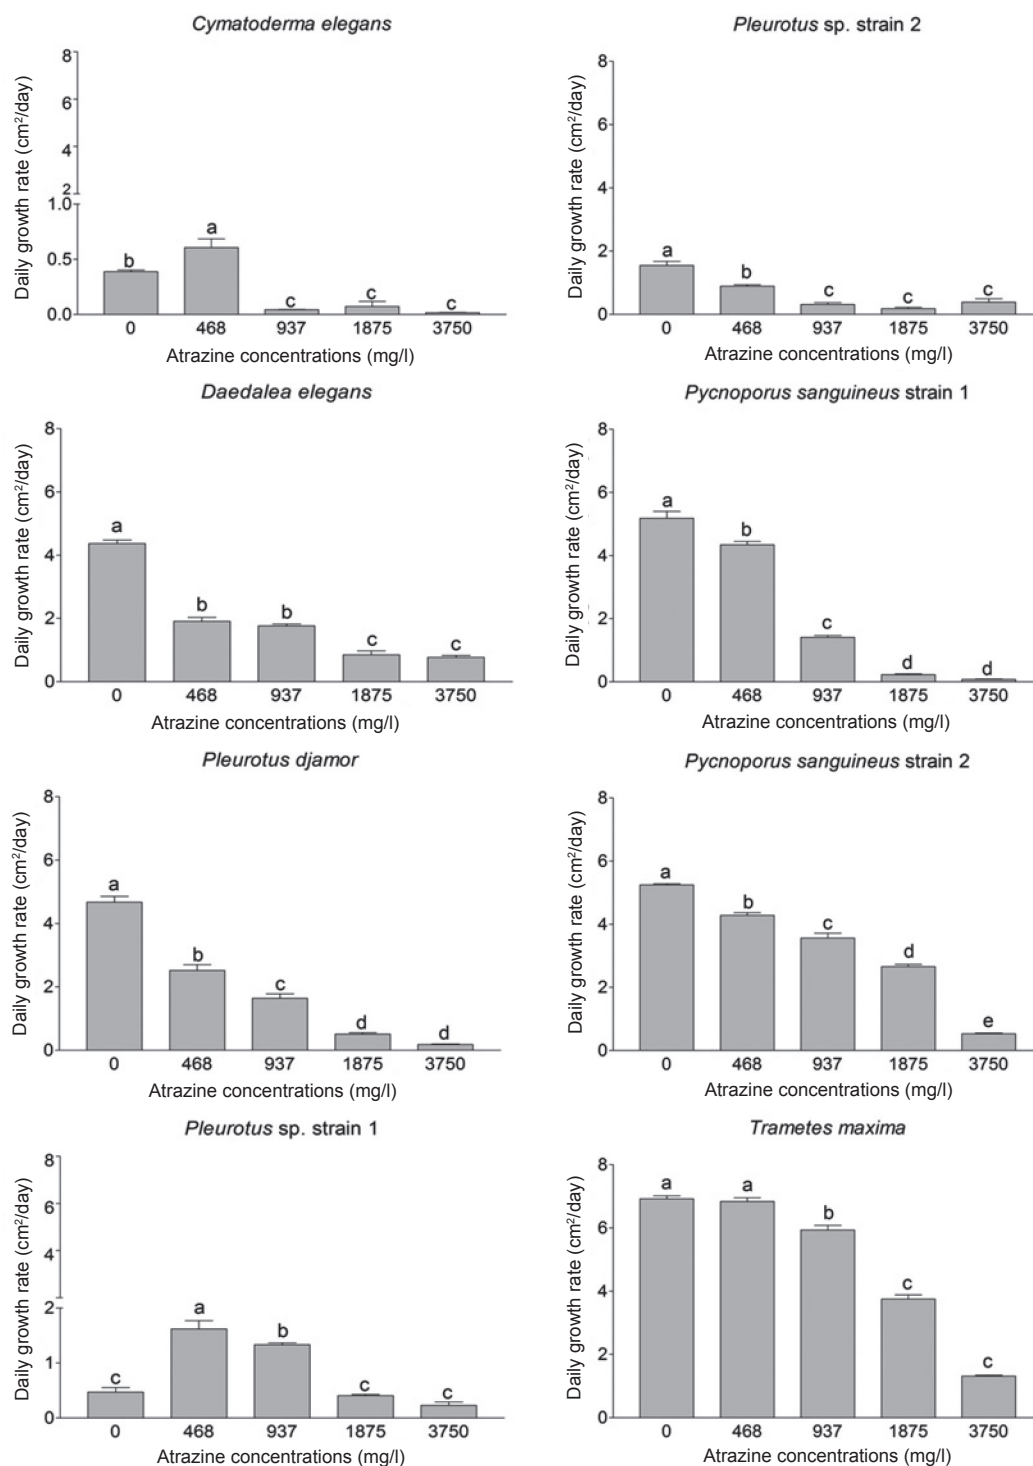 Cymatoderma elegans
Daily growth rate (cm²/day)
8
6
4
2
1.0
0.5
0.0
b
a
c
c
c
0 468 937 1875 3750
Atrazine concentrations (mg/l)
Pleurotus sp. strain 2
Daily growth rate (cm²/day)
8
6
4
2
0
a
b
c
c
c
0 468 937 1875 3750
Atrazine concentrations (mg/l)
Daedalea elegans
Daily growth rate (cm²/day)
8
6
4
2
0
a
b
b
c
c
0 468 937 1875 3750
Atrazine concentrations (mg/l)
Pycnoporus sanguineus strain 1
Daily growth rate (cm²/day)
8
6
4
2
0
a
b
c
d
d
0 468 937 1875 3750
Atrazine concentrations (mg/l)
Pleurotus djamor
Daily growth rate (cm²/day)
8
6
4
2
0
a
b
c
d
d
0 468 937 1875 3750
Atrazine concentrations (mg/l)
Pycnoporus sanguineus strain 2
Daily growth rate (cm²/day)
8
6
4
2
0
a
b
c
d
e
0 468 937 1875 3750
Atrazine concentrations (mg/l)
Pleurotus sp. strain 1
Daily growth rate (cm²/day)
8
6
4
2
1
0
c
a
b
c
c
0 468 937 1875 3750
Atrazine concentrations (mg/l)
Trametes maxima
Daily growth rate (cm²/day)
8
6
4
2
0
a
a
b
c
c
0 468 937 1875 3750
Atrazine concentrations (mg/l)